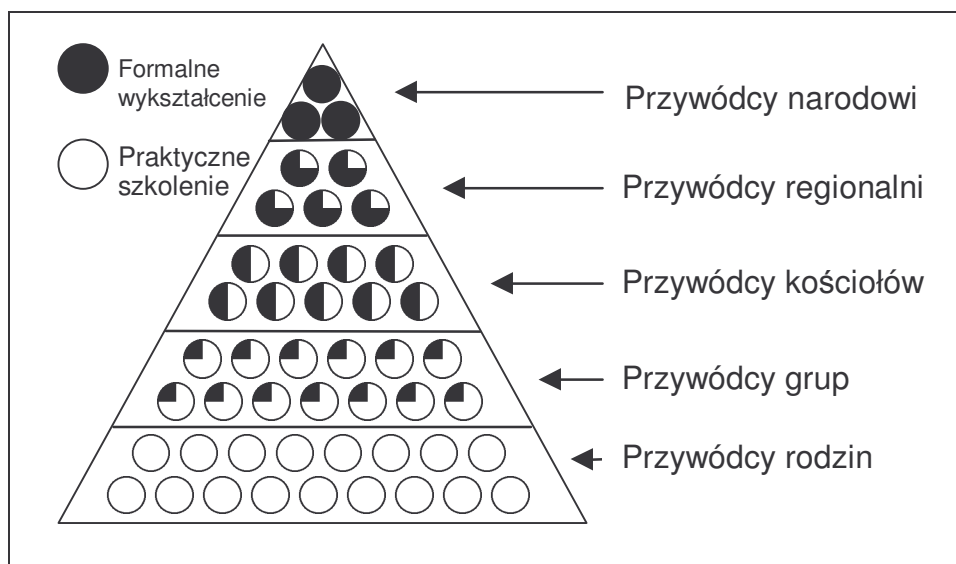 Formalne
wykształcenie
Praktyczne
szkolenie
Przywódcy narodowi
Przywódcy regionalni
Przywódcy kościołów
Przywódcy grup
Przywódcy rodzin